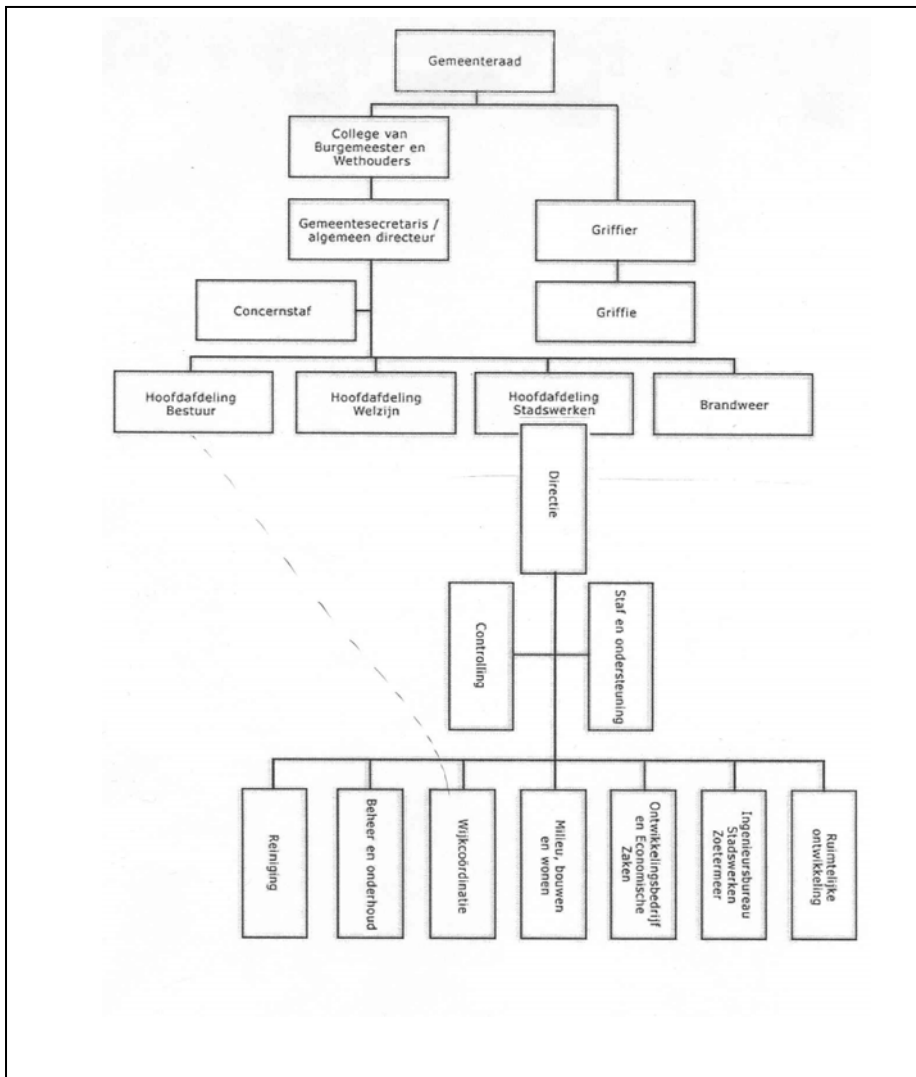 Gemeenteraad
College van
Burgemeester en
Wethouders
Gemeentesecretaris /
algemeen directeur
Griffier
Concernstaf
Griffie
Hoofdafdeling
Bestuur
Hoofdafdeling
Welzijn
Hoofdafdeling
Stadswerken
Brandweer
Directie
Controlling
Staf en ondersteuning
Reiniging
Beheer en onderhoud
Wijkcoördinatie
Milieu, bouwen
en wonen
Ontwikkelingsbedrijf
en Economische
Zaken
Ingenieursbureau
Stadswerken
Zoetermeer
Ruimtelijke
ontwikkeling